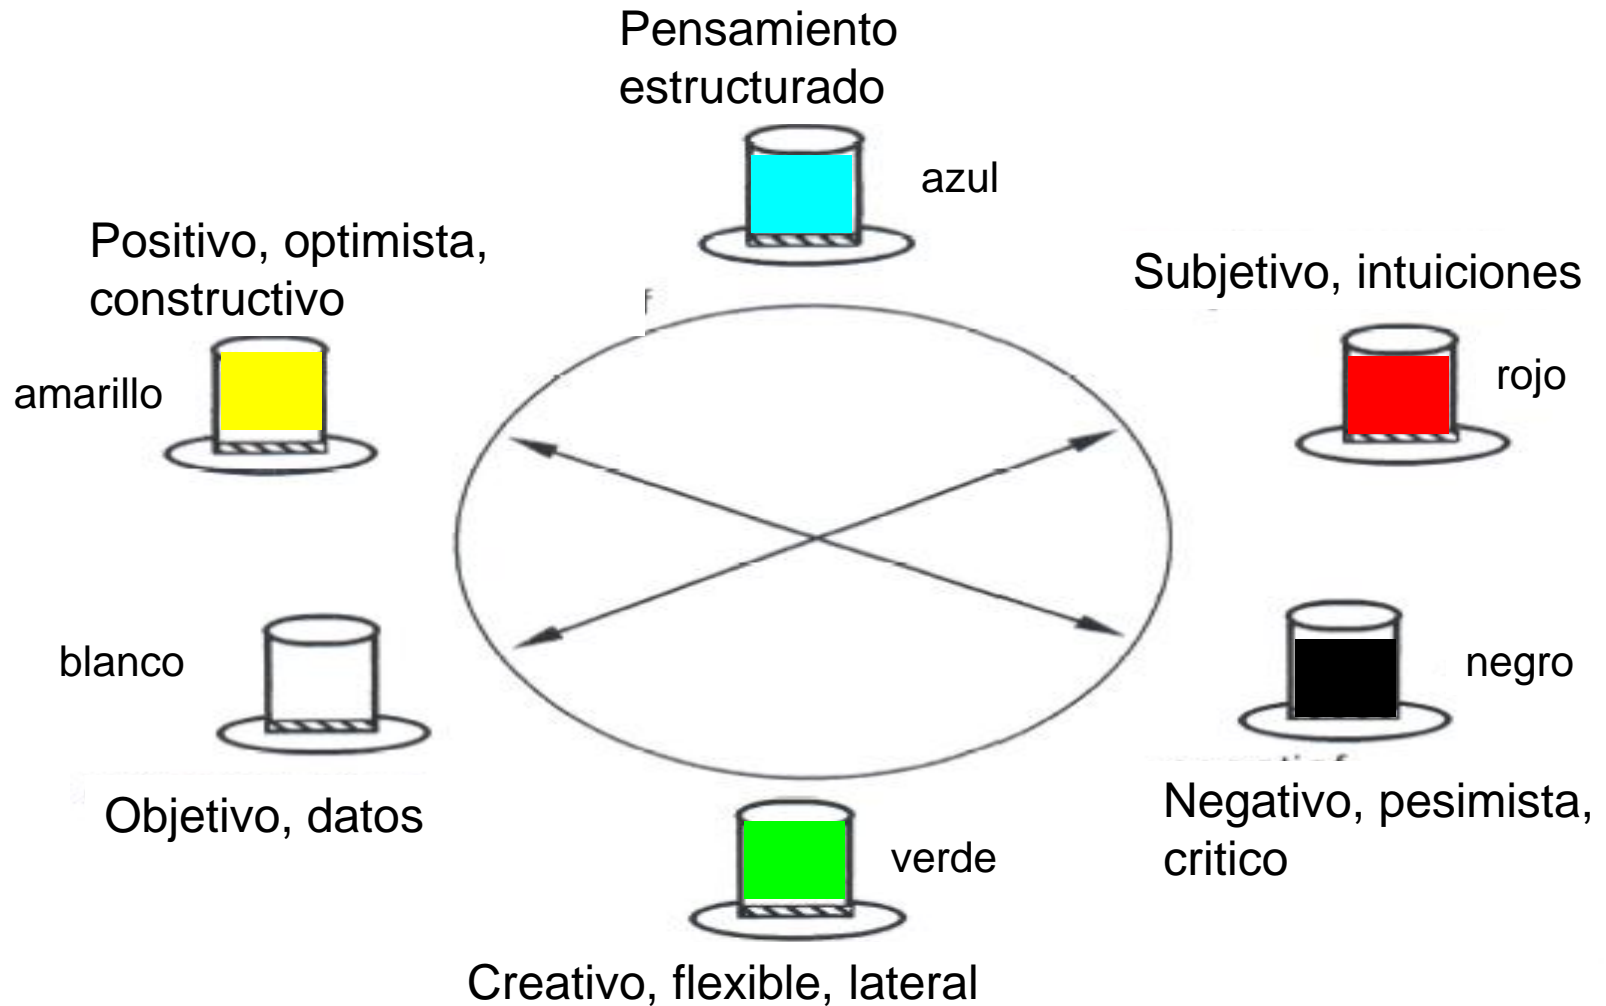 Pensamiento
estructurado
azul
Positivo, optimista,
constructivo
Subjetivo, intuiciones
amarillo
rojo
blanco
negro
Objetivo, datos
Negativo, pesimista,
critico
verde
Creativo, flexible, lateral